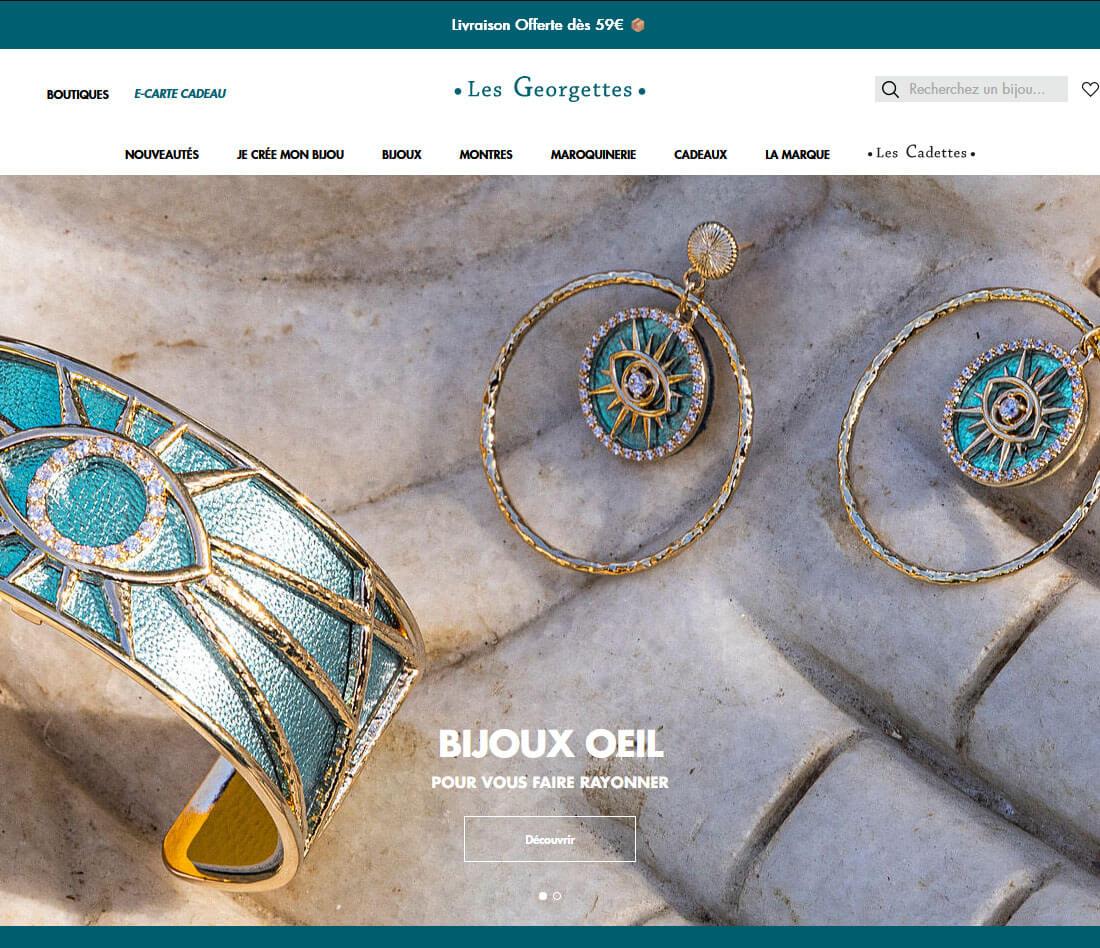 Livraison Offerte dès 59€ 📦
BOUTIQUES
E-CARTE CADEAU
• Les Georgettes •
Recherchez un bijou...
NOUVEAUTÉS
JE CRÉE MON BIJOU
BIJOUX
MONTRES
MAROQUINERIE
CADEAUX
LA MARQUE
• Les Cadettes •
BIJOUX OEIL
POUR VOUS FAIRE RAYONNER
Découvrir